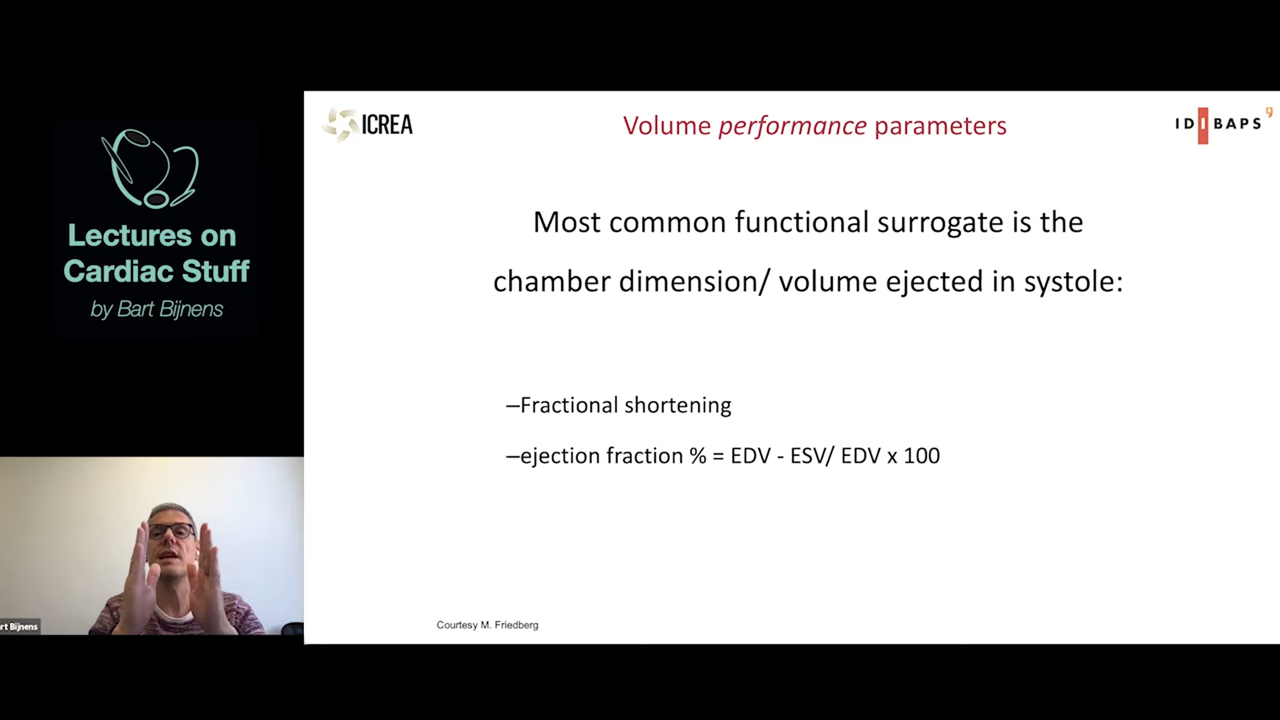 ICREA
Volume performance parameters
IDIBAPS
Lectures on
Cardiac Stuff
by Bart Bijnens
Most common functional surrogate is the
chamber dimension/ volume ejected in systole:
–Fractional shortening
–ejection fraction % = EDV - ESV/ EDV x 100
rt Bijnens
Courtesy M. Friedberg